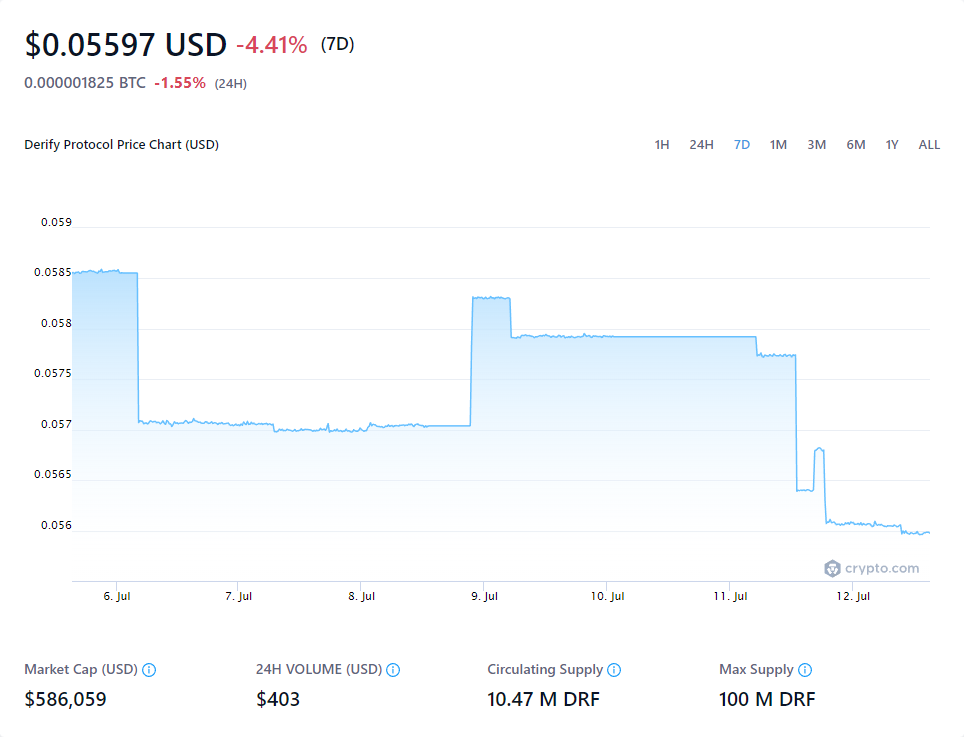 $0.05597 USD -4.41% (7D)
0.000001825 BTC -1.55% (24H)
Derify Protocol Price Chart (USD)
1H 24H 7D 1M 3M 6M 1Y ALL
0.059
0.0585
0.058
0.0575
0.057
0.0565
0.056
crypto.com
6. Jul 7. Jul 8. Jul 9. Jul 10. Jul 11. Jul 12. Jul
Market Cap (USD) 24H VOLUME (USD) Circulating Supply Max Supply
$586,059 $403 10.47 M DRF 100 M DRF